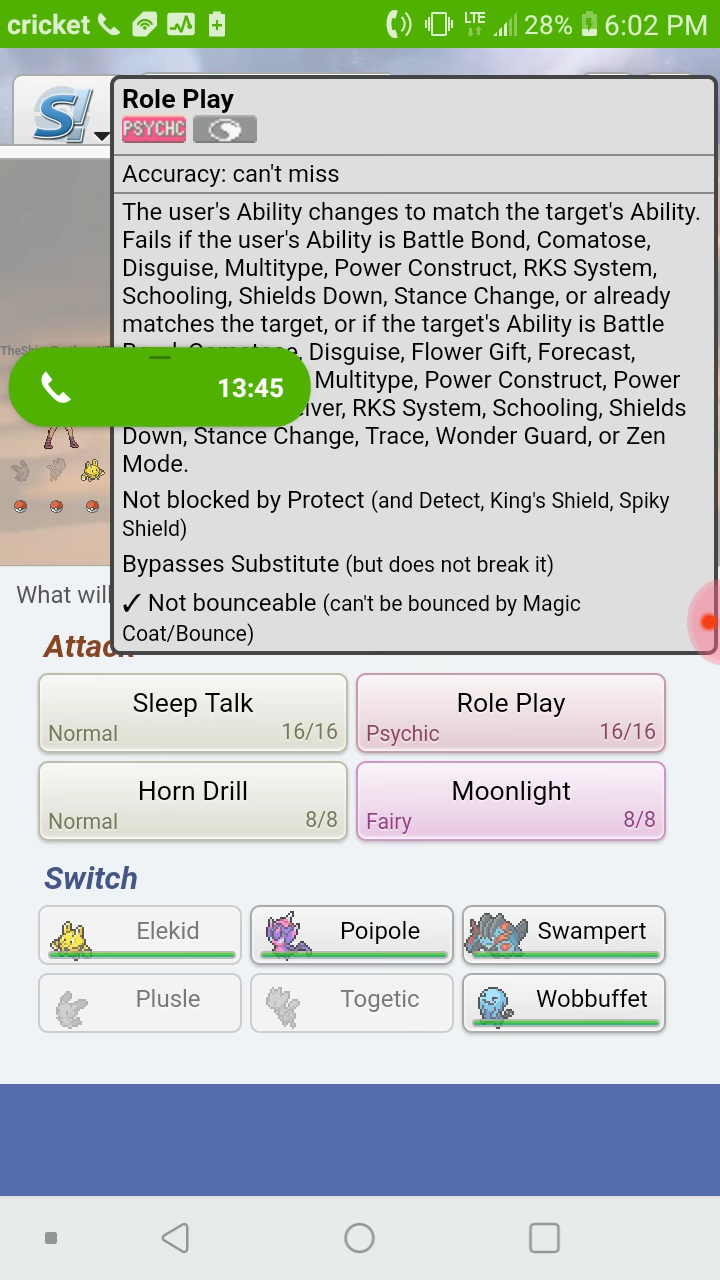 cricket LTE 28% 6:02 PM
Role Play
PSYCHC
Accuracy: can't miss
The user's Ability changes to match the target's Ability.
Fails if the user's Ability is Battle Bond, Comatose,
Disguise, Multitype, Power Construct, RKS System,
Schooling, Shields Down, Stance Change, or already
matches the target, or if the target's Ability is Battle
Disguise, Flower Gift, Forecast,
13:45
Multitype, Power Construct, Power
RKS System, Schooling, Shields
Down, Stance Change, Trace, Wonder Guard, or Zen
Mode.
Not blocked by Protect (and Detect, King's Shield, Spiky
Shield)
Bypasses Substitute (but does not break it)
✓ Not bounceable (can't be bounced by Magic
Coat/Bounce)
What will
Attack
Sleep Talk
Normal 16/16
Role Play
Psychic 16/16
Horn Drill
Normal 8/8
Moonlight
Fairy 8/8
Switch
Elekid Poipole Swampert
Plusle Togetic Wobbuffet